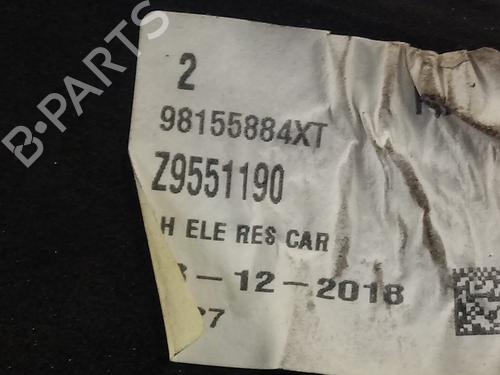 B-PARTS
2
98155884XT
Z9551190
H ELE RES CAR
-12-2018